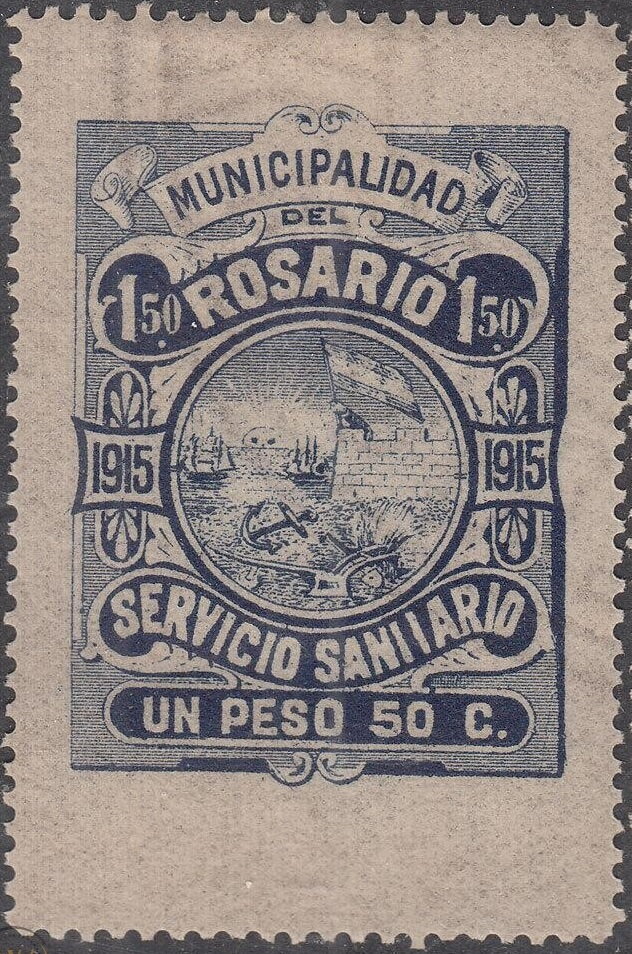 MUNICIPALIDAD
DEL
ROSARIO
1.50 1.50
1915 1915
SERVICIO SANITARIO
UN PESO 50 C.